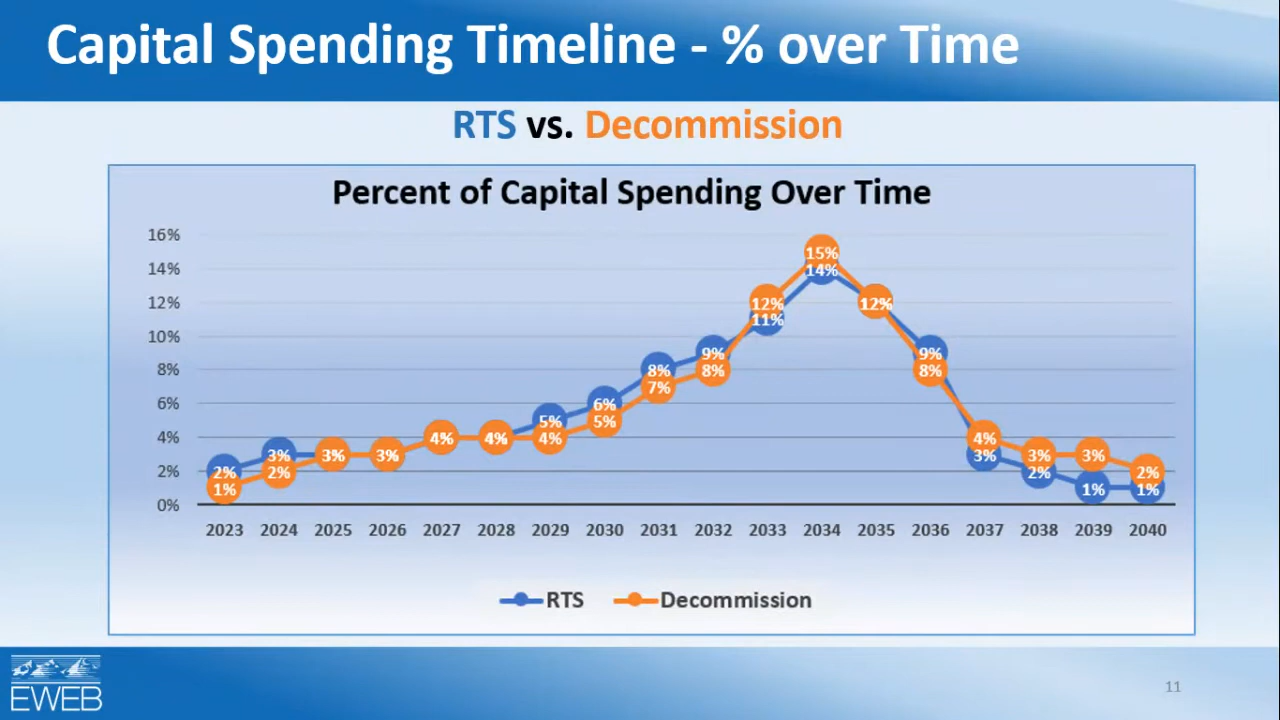 Capital Spending Timeline - % over Time
RTS vs. Decommission
Percent of Capital Spending Over Time
16%
14%
12%
10%
8%
6%
4%
2%
0%
2% 3% 3% 3% 4% 4% 5% 6% 8% 9% 11% 14% 12% 9% 3% 2% 1% 1%
1% 2% 3% 3% 4% 4% 4% 5% 7% 8% 12% 15% 12% 8% 4% 3% 3% 2%
2023 2024 2025 2026 2027 2028 2029 2030 2031 2032 2033 2034 2035 2036 2037 2038 2039 2040
RTS Decommission
EWEB
11